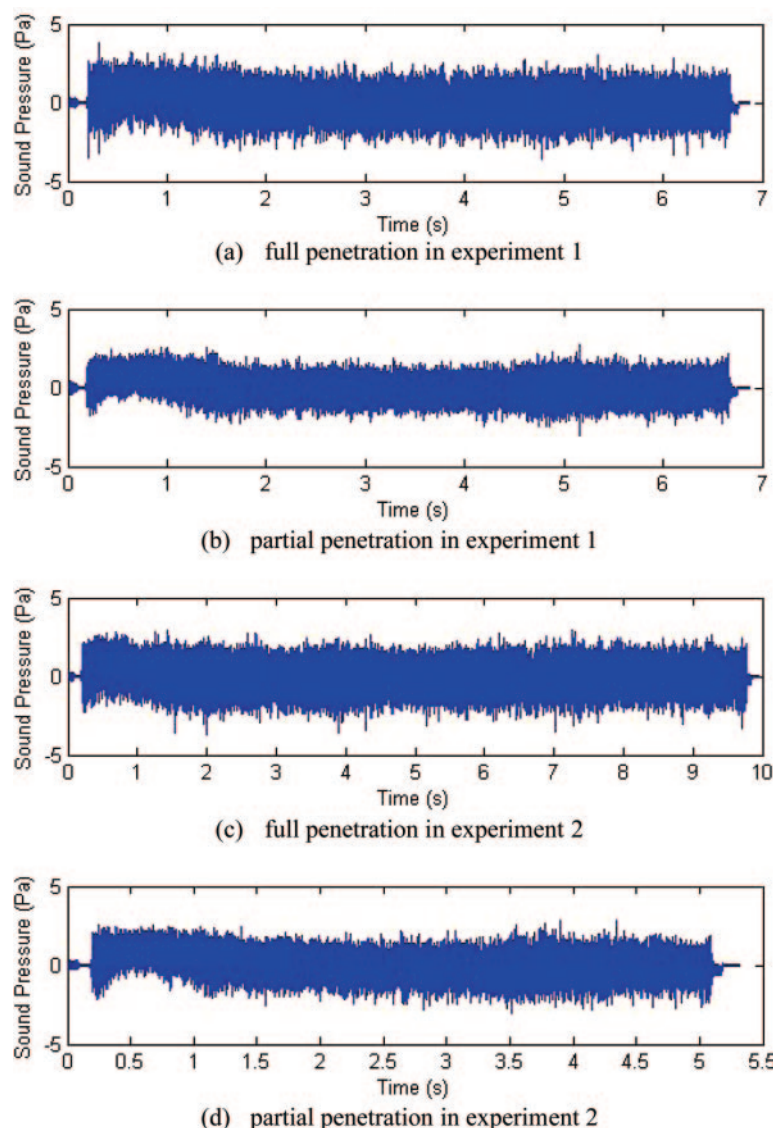 5
0
-5
Sound Pressure (Pa)
0 1 2 3 4 5 6 7
Time (s)
(a) full penetration in experiment 1
5
0
-5
Sound Pressure (Pa)
0 1 2 3 4 5 6 7
Time (s)
(b) partial penetration in experiment 1
5
0
-5
Sound Pressure (Pa)
0 1 2 3 4 5 6 7 8 9 10
Time (s)
(c) full penetration in experiment 2
5
0
-5
Sound Pressure (Pa)
0 0.5 1 1.5 2 2.5 3 3.5 4 4.5 5 5.5
Time (s)
(d) partial penetration in experiment 2